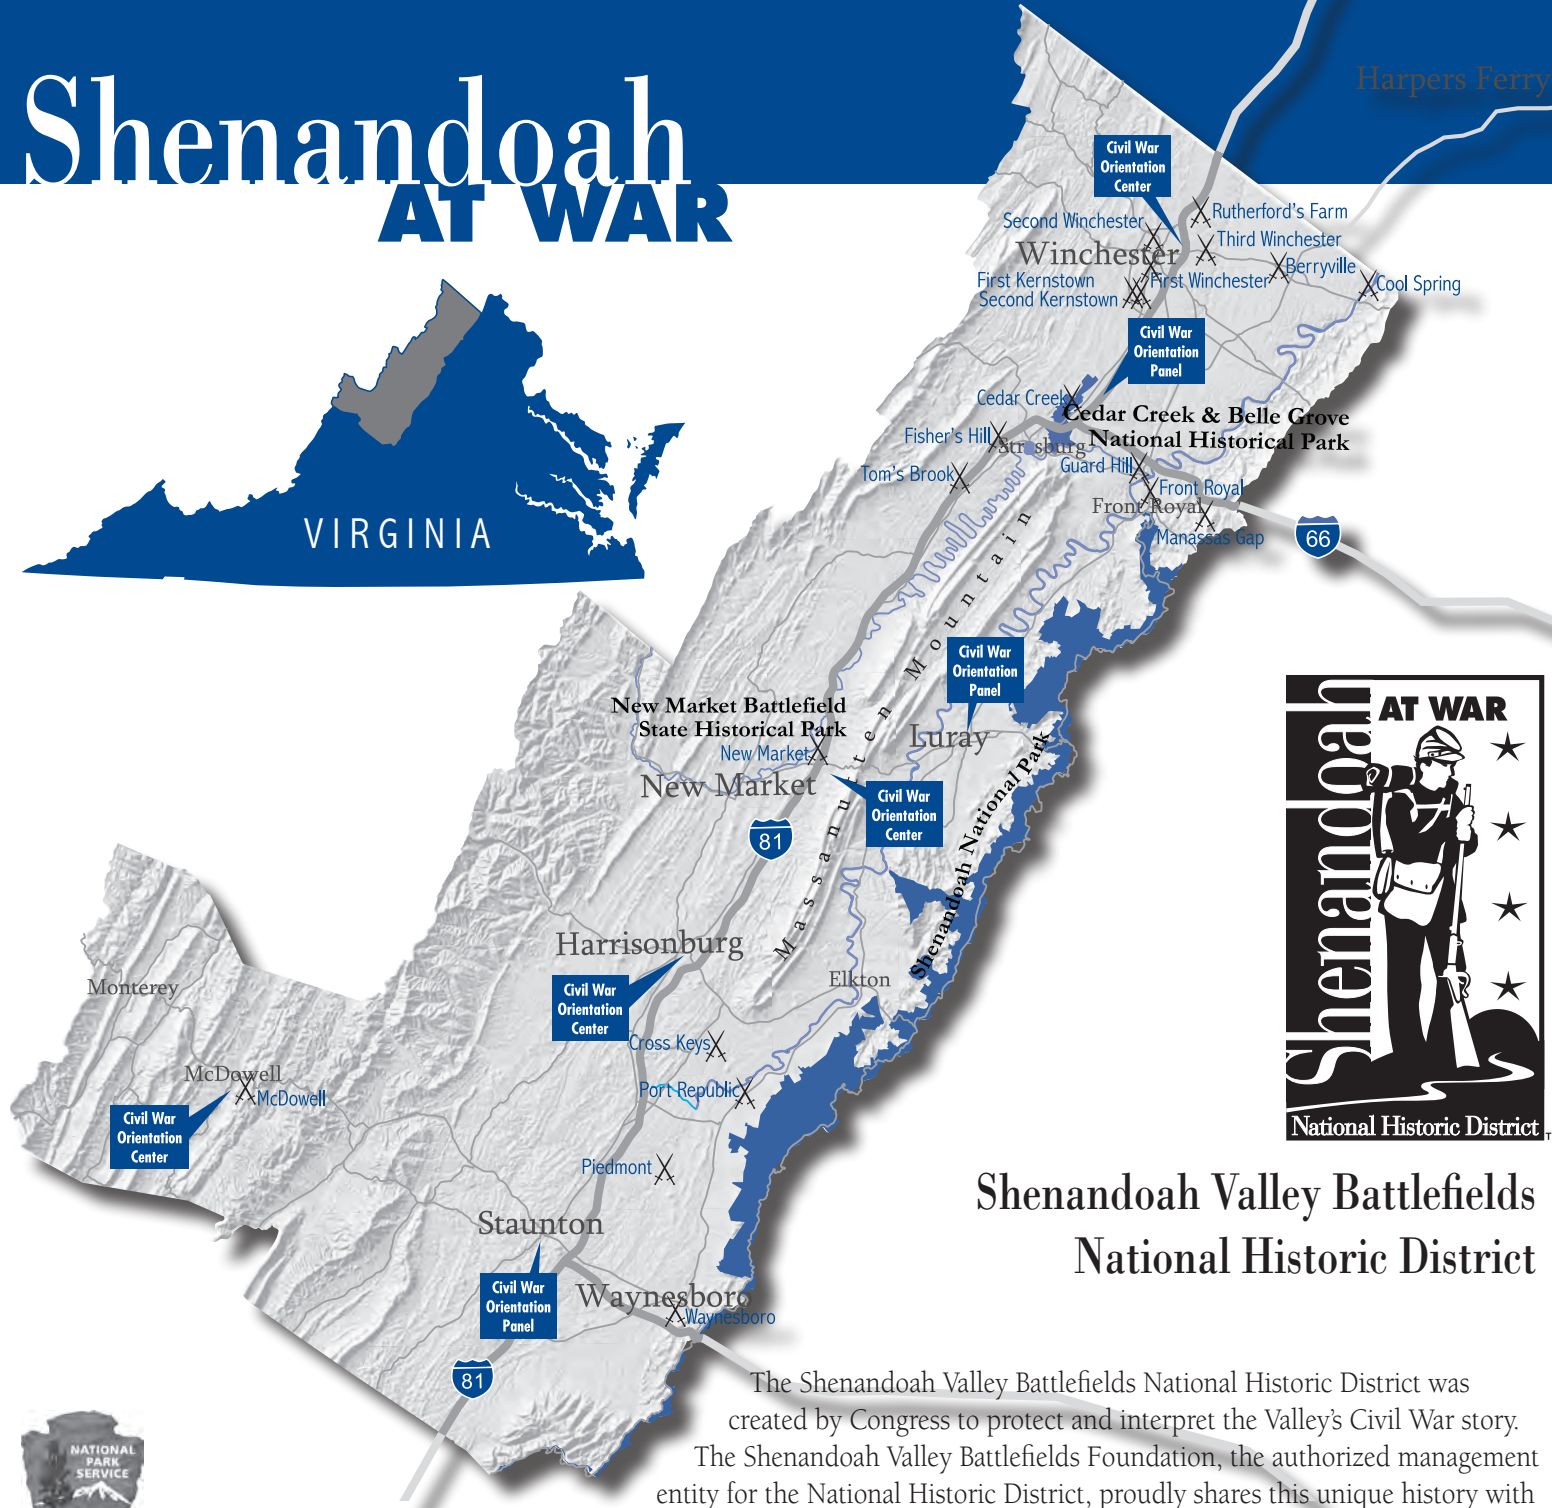 Shenandoah
AT WAR
Harpers Ferry
VIRGINIA
Civil War
Orientation
Center
Second Winchester
Rutherford's Farm
Third Winchester
Winchester
Berryville
First Kernstown
First Winchester
Cool Spring
Second Kernstown
Civil War
Orientation
Panel
Cedar Creek
Cedar Creek & Belle Grove
National Historical Park
Fisher's Hill
Strasburg
Guard Hill
Tom's Brook
Front Royal
Front Royal
Manassas Gap
66
Massanutten Mountain
Civil War
Orientation
Panel
New Market Battlefield
State Historical Park
New Market
Luray
New Market
Civil War
Orientation
Center
81
Shenandoah National Park
Harrisonburg
Elkton
Civil War
Orientation
Center
Monterey
Cross Keys
McDowell
McDowell
Port Republic
Civil War
Orientation
Center
Piedmont
Staunton
Civil War
Orientation
Panel
Waynesboro
Waynesboro
81
Shenandoah
AT WAR
National Historic District
T
Shenandoah Valley Battlefields
National Historic District
The Shenandoah Valley Battlefields National Historic District was
created by Congress to protect and interpret the Valley's Civil War story.
The Shenandoah Valley Battlefields Foundation, the authorized management
entity for the National Historic District, proudly shares this unique history with
NATIONAL
PARK
SERVICE